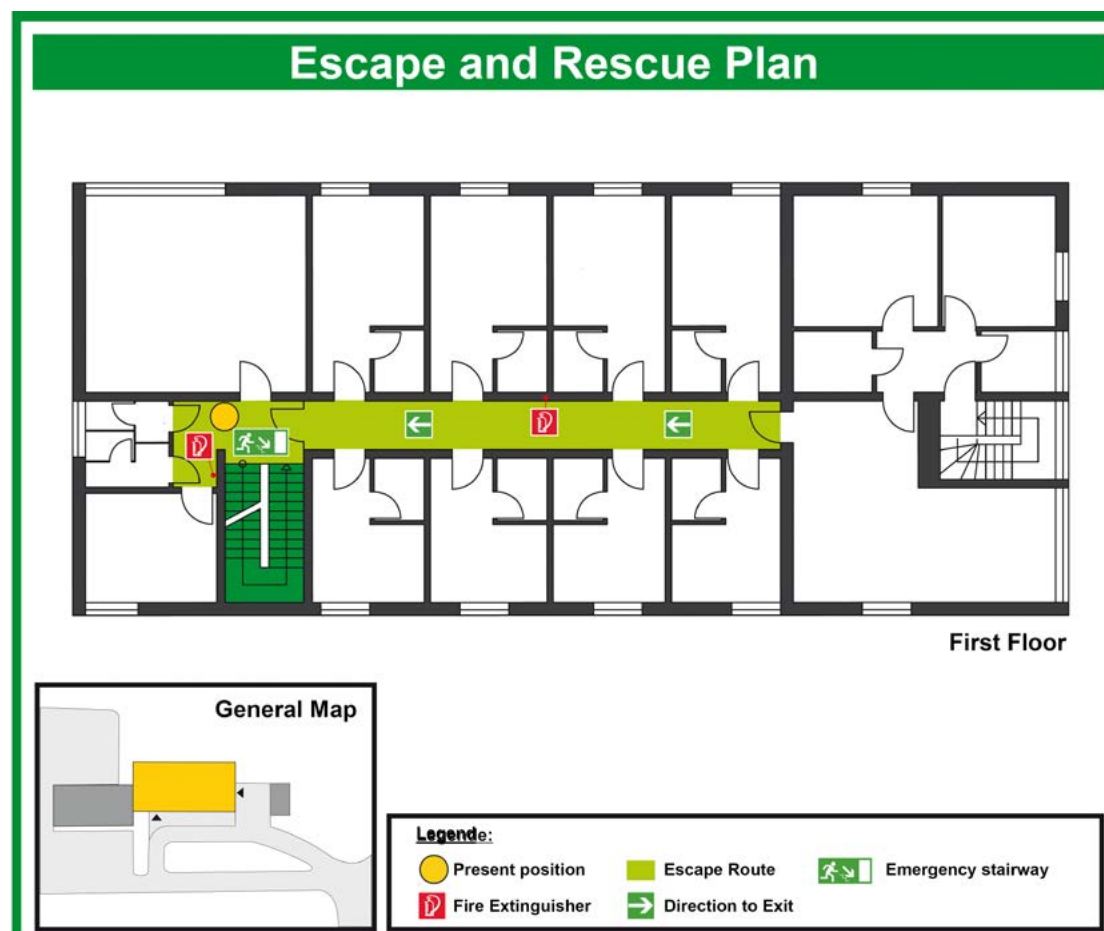 Escape and Rescue Plan
First Floor
General Map
Legende:
Legend
Present position
Escape Route
Emergency stairway
Fire Extinguisher
Direction to Exit